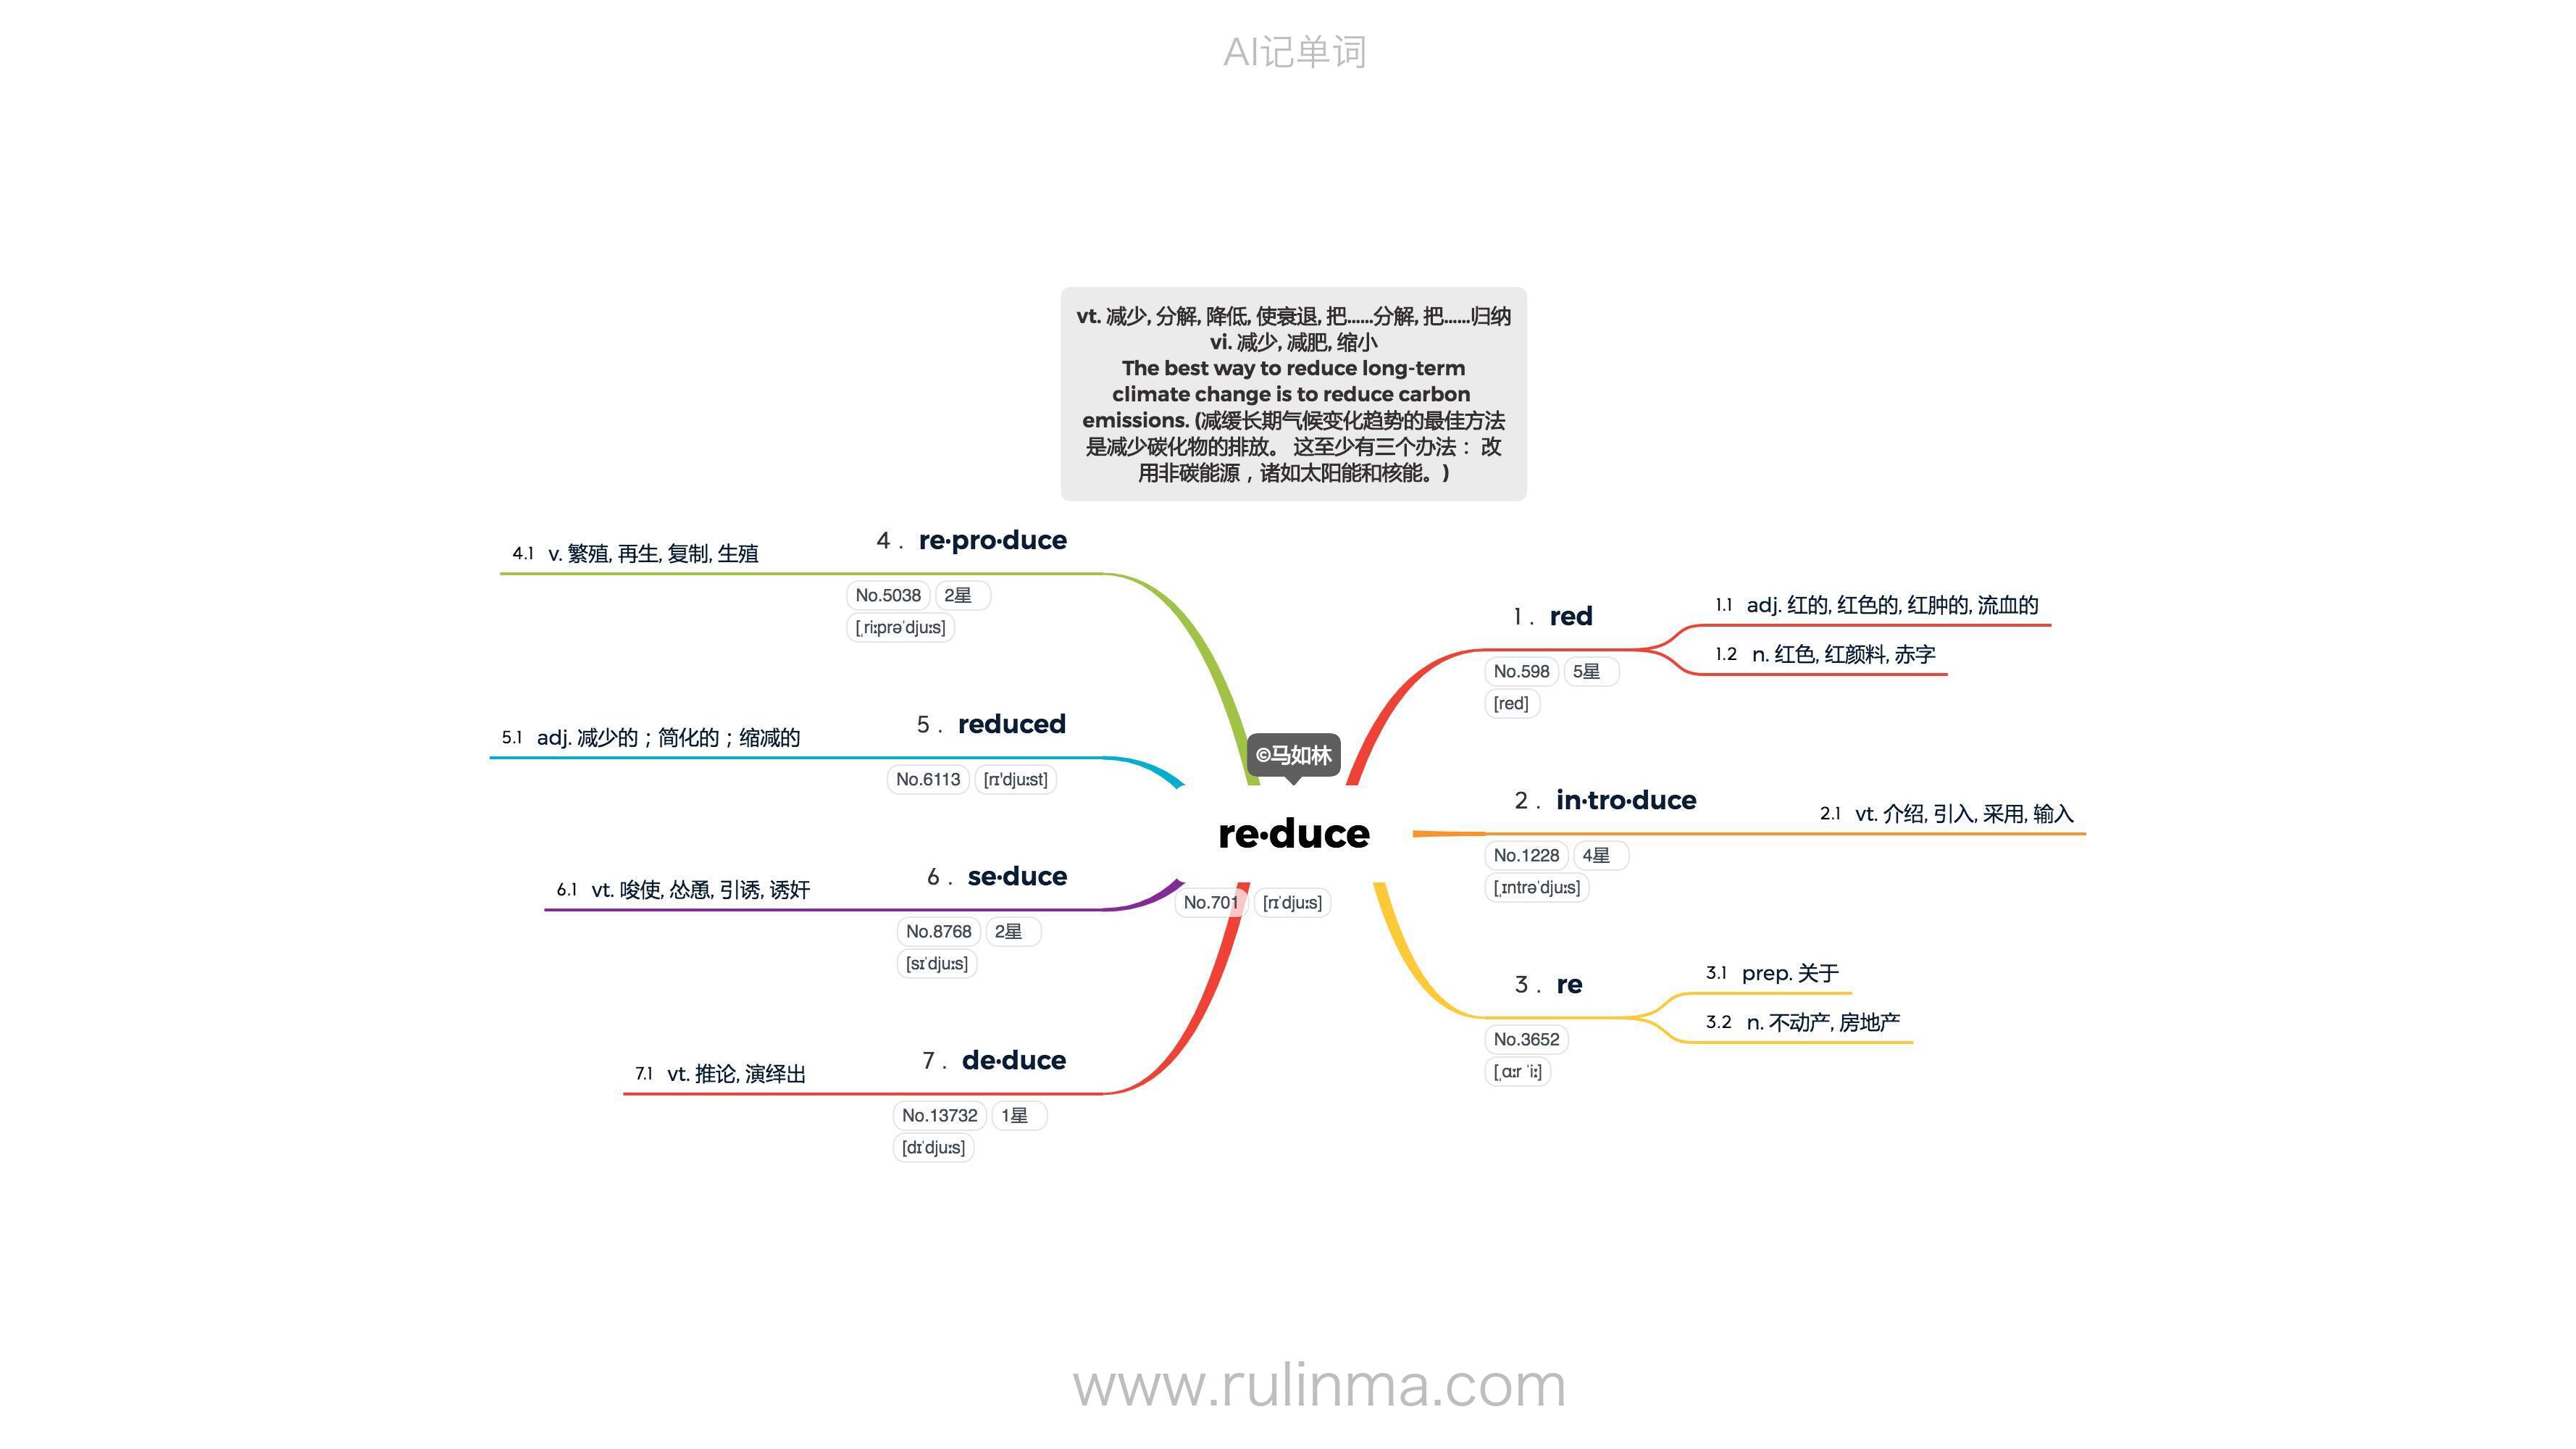 AI记单词
vt. 减少, 分解, 降低, 使衰退, 把......分解, 把......归纳
vi. 减少, 减肥, 缩小
The best way to reduce long-term
climate change is to reduce carbon
emissions. (减缓长期气候变化趋势的最佳方法
是减少碳化物的排放。 这至少有三个办法： 改
用非碳能源，诸如太阳能和核能。)
©马如林
re·duce
No.701 [rɪˈdjuːs]
1. red
No.598 5星
[red]
1.1 adj. 红的, 红色的, 红肿的, 流血的
1.2 n. 红色, 红颜料, 赤字
2. in·tro·duce
No.1228 4星
[ˌɪntrəˈdjuːs]
2.1 vt. 介绍, 引入, 采用, 输入
3. re
No.3652
[ˌɑːr ˈiː]
3.1 prep. 关于
3.2 n. 不动产, 房地产
4. re·pro·duce
No.5038 2星
[ˌriːprəˈdjuːs]
4.1 v. 繁殖, 再生, 复制, 生殖
5. reduced
No.6113 [rɪ'djuːst]
5.1 adj. 减少的；简化的；缩减的
6. se·duce
No.8768 2星
[sɪˈdjuːs]
6.1 vt. 唆使, 怂恿, 引诱, 诱奸
7. de·duce
No.13732 1星
[dɪˈdjuːs]
7.1 vt. 推论, 演绎出
www.rulinma.com